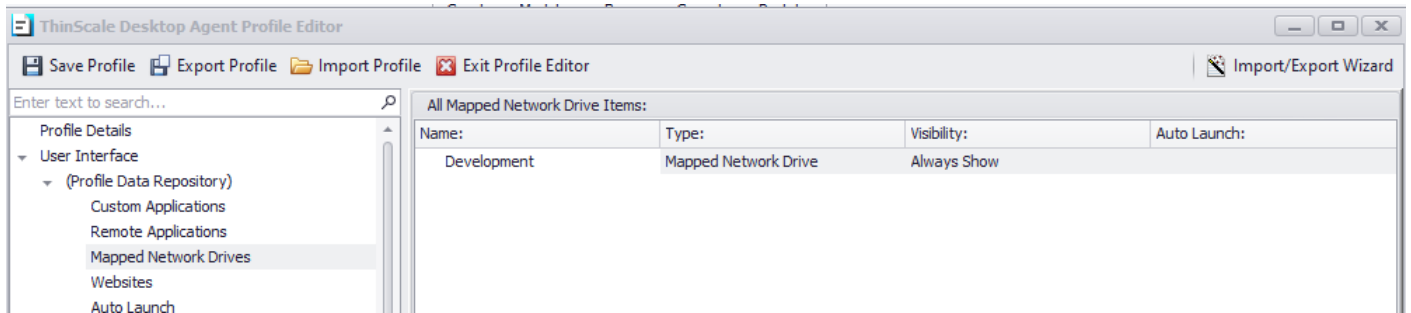 ThinScale Desktop Agent Profile Editor
Save Profile Export Profile Import Profile Exit Profile Editor Import/Export Wizard
Enter text to search...
Profile Details
User Interface
(Profile Data Repository)
Custom Applications
Remote Applications
Mapped Network Drives
Websites
Auto Launch
All Mapped Network Drive Items:
Name: Type: Visibility: Auto Launch:
Development Mapped Network Drive Always Show